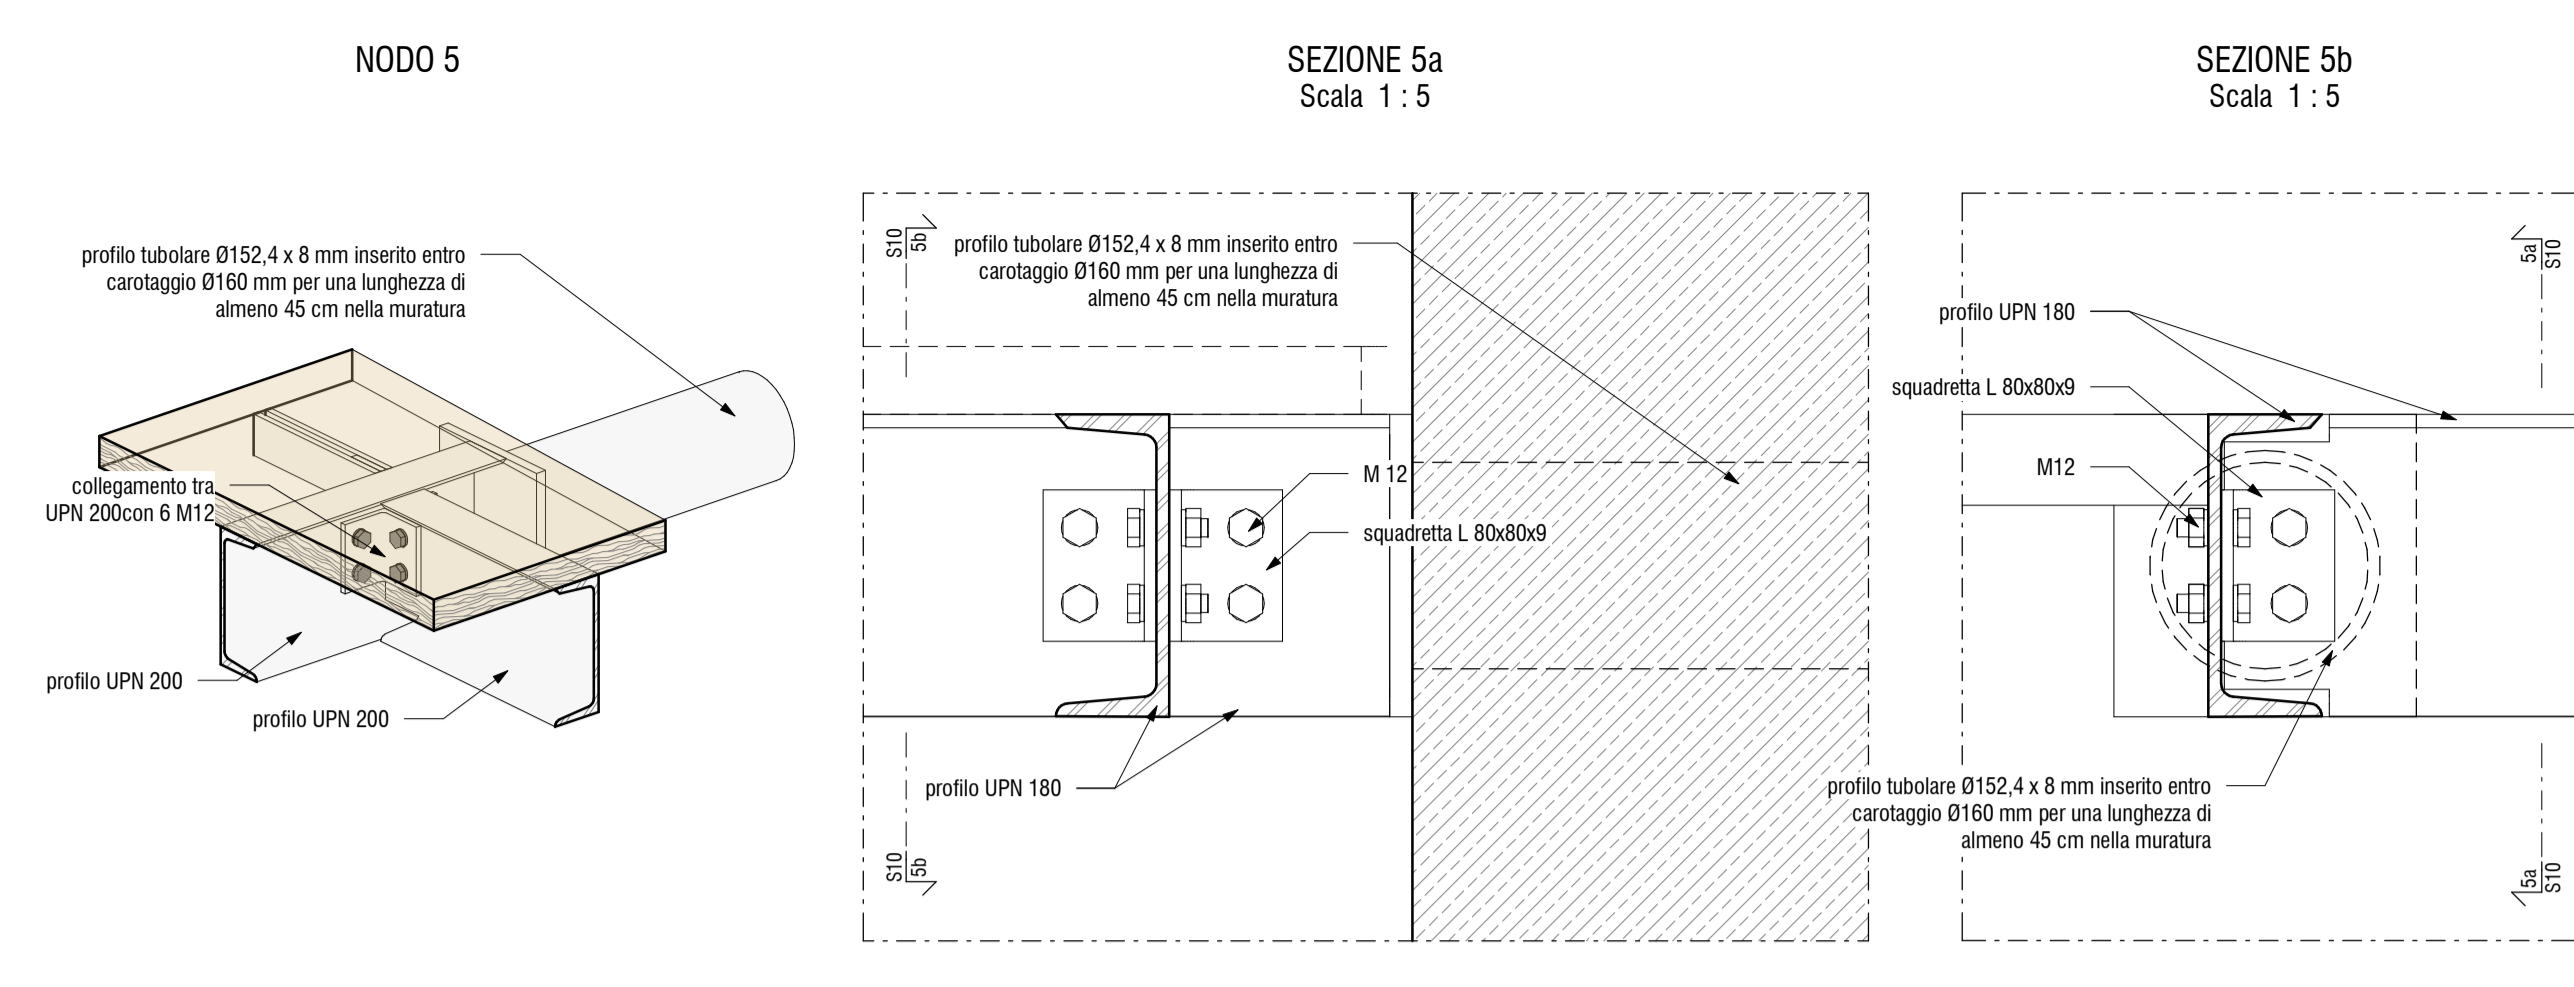 NODO 5
profilo tubolare Ø152,4 x 8 mm inserito entro
carotaggio Ø160 mm per una lunghezza di
almeno 45 cm nella muratura
collegamento tra
UPN 200con 6 M12
profilo UPN 200
profilo UPN 200
SEZIONE 5a
Scala 1 : 5
S10
5b
profilo tubolare Ø152,4 x 8 mm inserito entro
carotaggio Ø160 mm per una lunghezza di
almeno 45 cm nella muratura
M 12
squadretta L 80x80x9
profilo UPN 180
S10
5b
SEZIONE 5b
Scala 1 : 5
5a
S10
profilo UPN 180
squadretta L 80x80x9
M12
profilo tubolare Ø152,4 x 8 mm inserito entro
carotaggio Ø160 mm per una lunghezza di
almeno 45 cm nella muratura
5a
S10